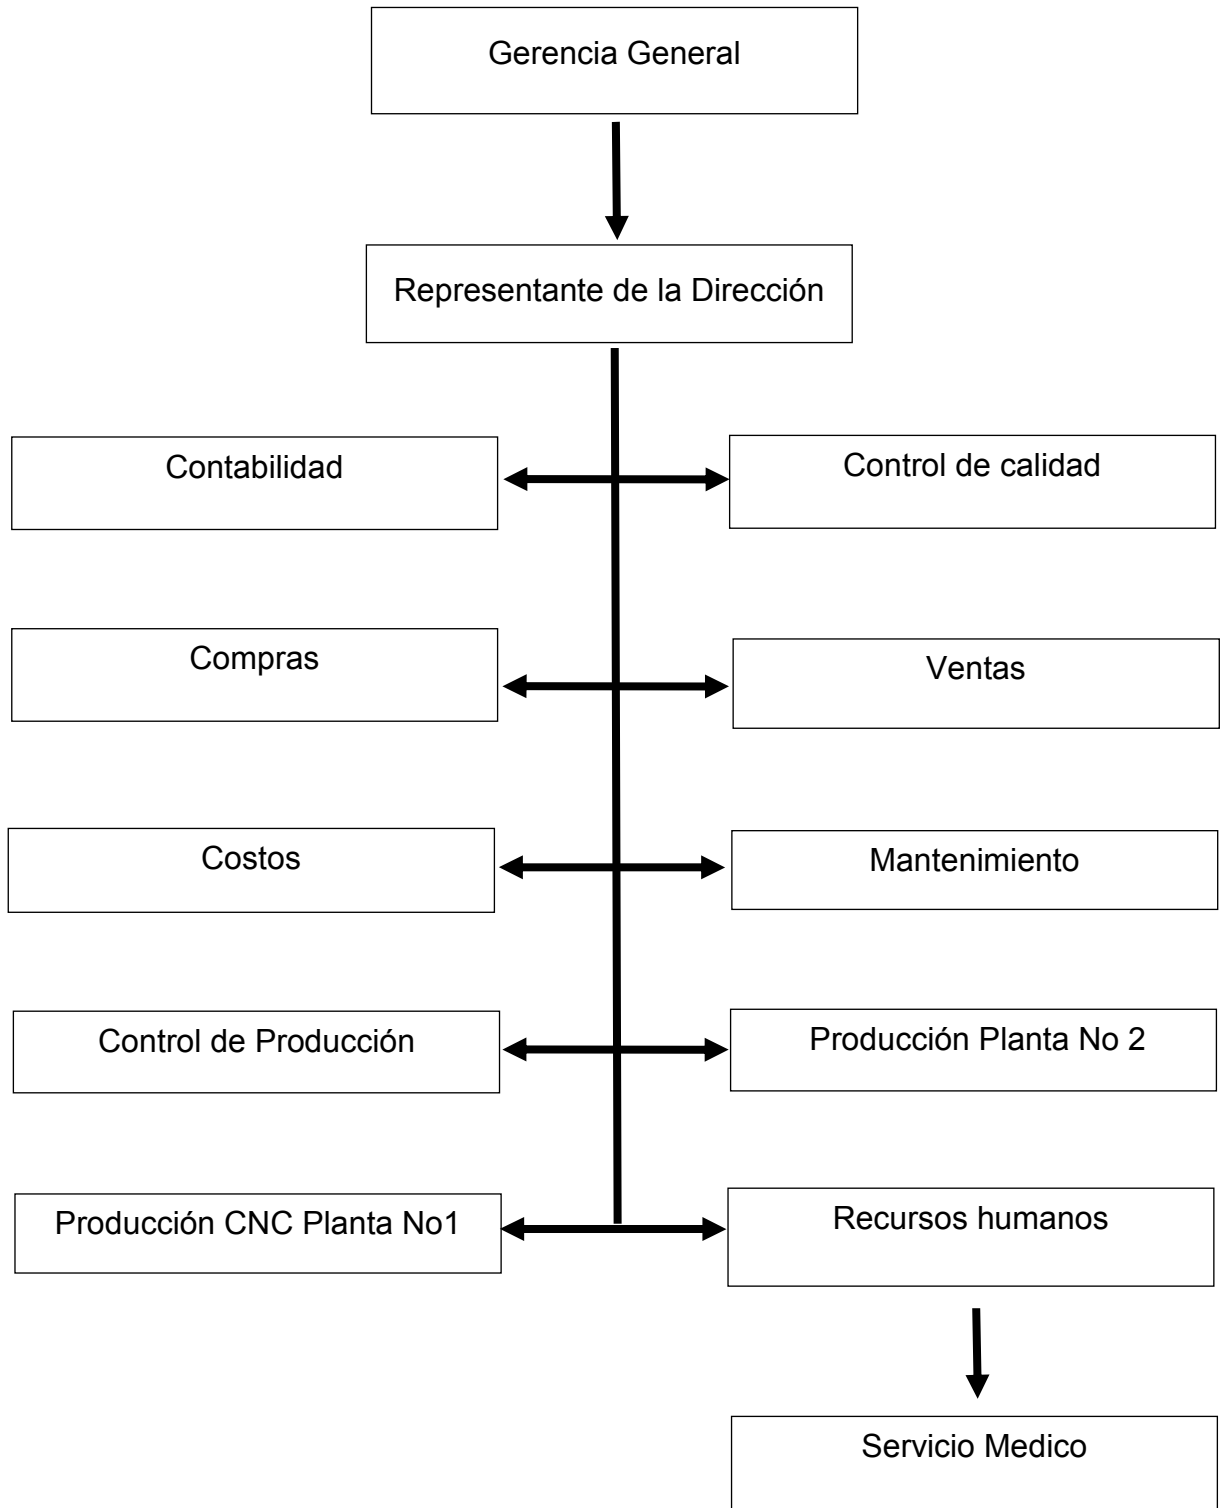 Gerencia General
Representante de la Dirección
Contabilidad
Control de calidad
Compras
Ventas
Costos
Mantenimiento
Control de Producción
Producción Planta No 2
Producción CNC Planta No1
Recursos humanos
Servicio Medico